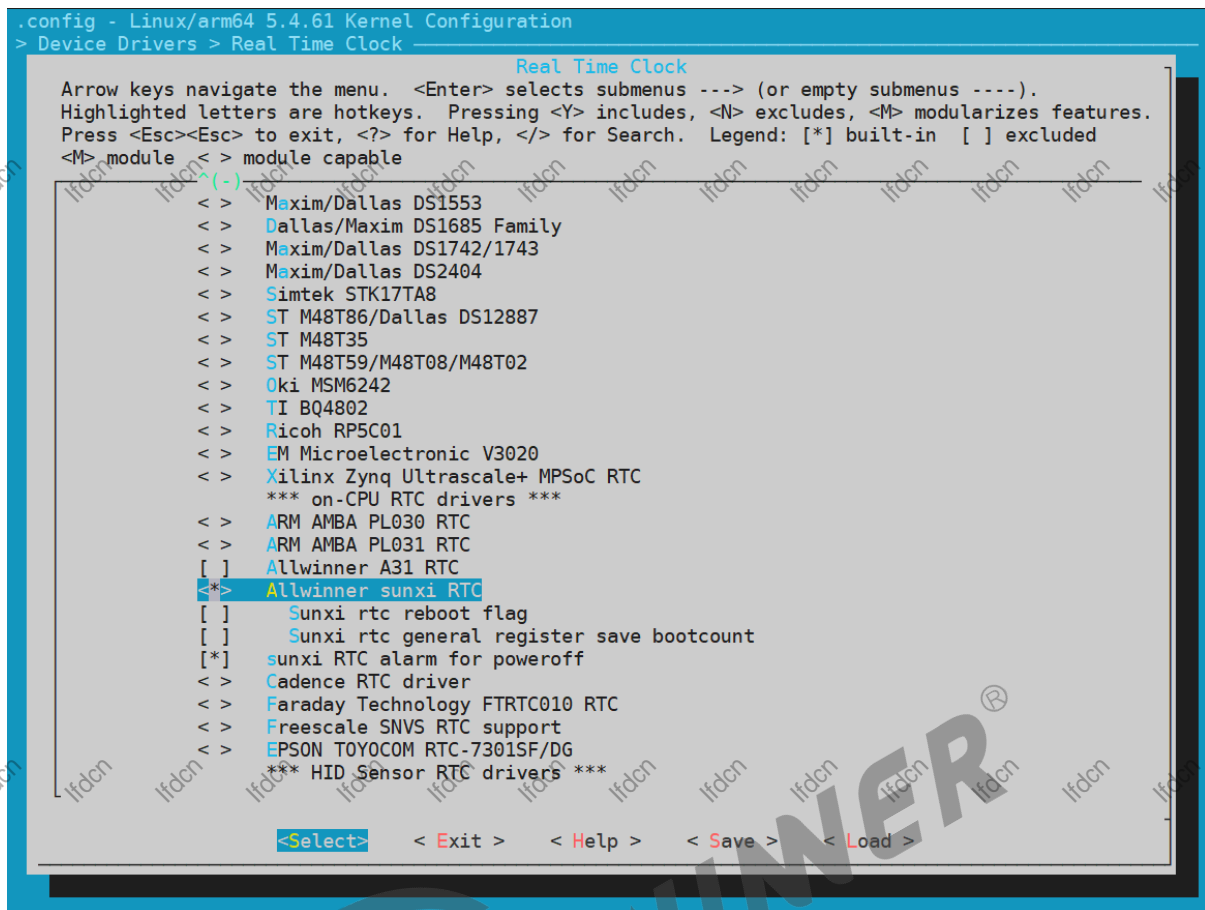 .config - Linux/arm64 5.4.61 Kernel Configuration
> Device Drivers > Real Time Clock
Real Time Clock
Arrow keys navigate the menu.  <Enter> selects submenus ---> (or empty submenus ----).
Highlighted letters are hotkeys.  Pressing <Y> includes, <N> excludes, <M> modularizes features.
Press <Esc><Esc> to exit, <?> for Help, </> for Search.  Legend: [*] built-in  [ ] excluded
<M> module  < > module capable
^(-)
< >   Maxim/Dallas DS1553
< >   Dallas/Maxim DS1685 Family
< >   Maxim/Dallas DS1742/1743
< >   Maxim/Dallas DS2404
< >   Simtek STK17TA8
< >   ST M48T86/Dallas DS12887
< >   ST M48T35
< >   ST M48T59/M48T08/M48T02
< >   Oki MSM6242
< >   TI BQ4802
< >   Ricoh RP5C01
< >   EM Microelectronic V3020
< >   Xilinx Zynq Ultrascale+ MPSoC RTC
*** on-CPU RTC drivers ***
< >   ARM AMBA PL030 RTC
< >   ARM AMBA PL031 RTC
[ ]   Allwinner A31 RTC
<*>   Allwinner sunxi RTC
[ ]     Sunxi rtc reboot flag
[ ]     Sunxi rtc general register save bootcount
[*]   sunxi RTC alarm for poweroff
< >   Cadence RTC driver
< >   Faraday Technology FTRTC010 RTC
< >   Freescale SNVS RTC support
< >   EPSON TOYOCOM RTC-7301SF/DG
*** HID Sensor RTC drivers ***
<Select>    < Exit >    < Help >    < Save >    < Load >